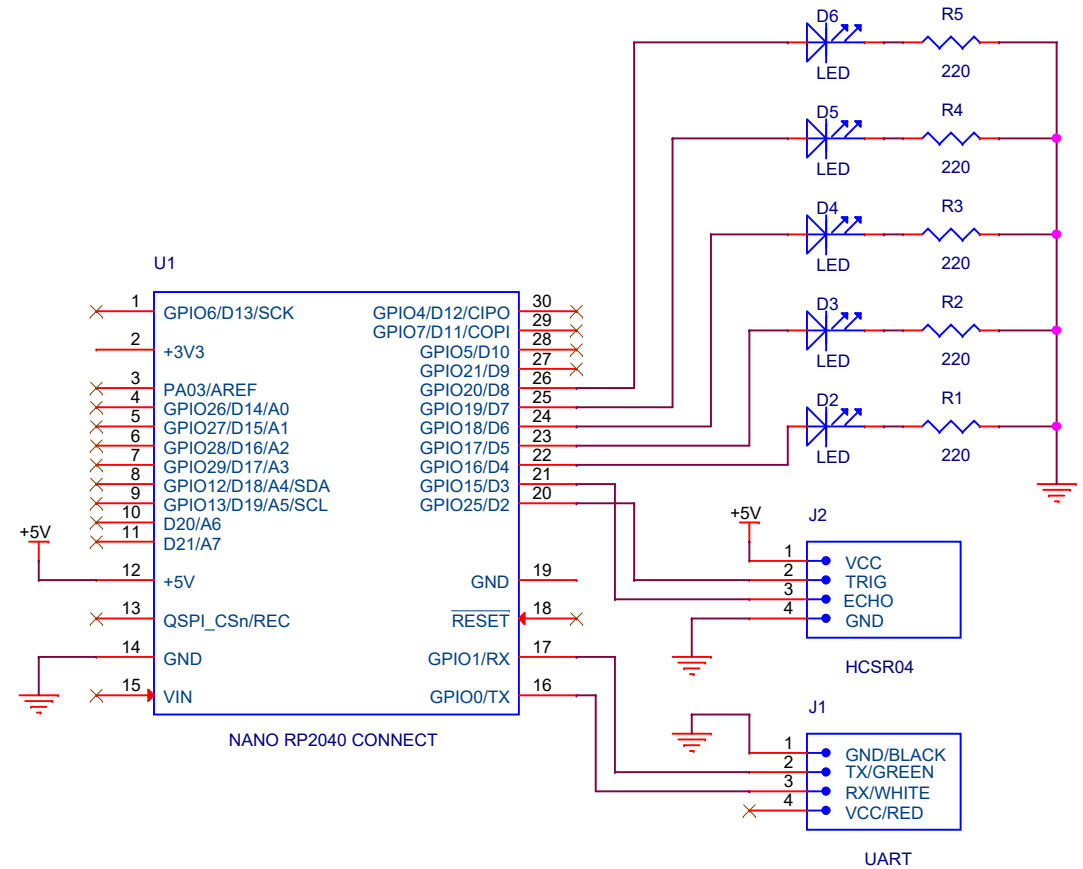 D6
R5
LED
220
D5
R4
LED
220
D4
R3
LED
220
D3
R2
LED
220
D2
R1
LED
220
U1
1 GPIO6/D13/SCK
2 +3V3
3 PA03/AREF
4 GPIO26/D14/A0
5 GPIO27/D15/A1
6 GPIO28/D16/A2
7 GPIO29/D17/A3
8 GPIO12/D18/A4/SDA
9 GPIO13/D19/A5/SCL
10 D20/A6
11 D21/A7
+5V
12 +5V
13 QSPI_CSn/REC
14 GND
15 VIN
GPIO4/D12/CIPO 30
GPIO7/D11/COPI 29
GPIO5/D10 28
GPIO21/D9 27
GPIO20/D8 26
GPIO19/D7 25
GPIO18/D6 24
GPIO17/D5 23
GPIO16/D4 22
GPIO15/D3 21
GPIO25/D2 20
GND 19
RESET 18
GPIO1/RX 17
GPIO0/TX 16
NANO RP2040 CONNECT
+5V
J2
1 VCC
2 TRIG
3 ECHO
4 GND
HCSR04
J1
1 GND/BLACK
2 TX/GREEN
3 RX/WHITE
4 VCC/RED
UART